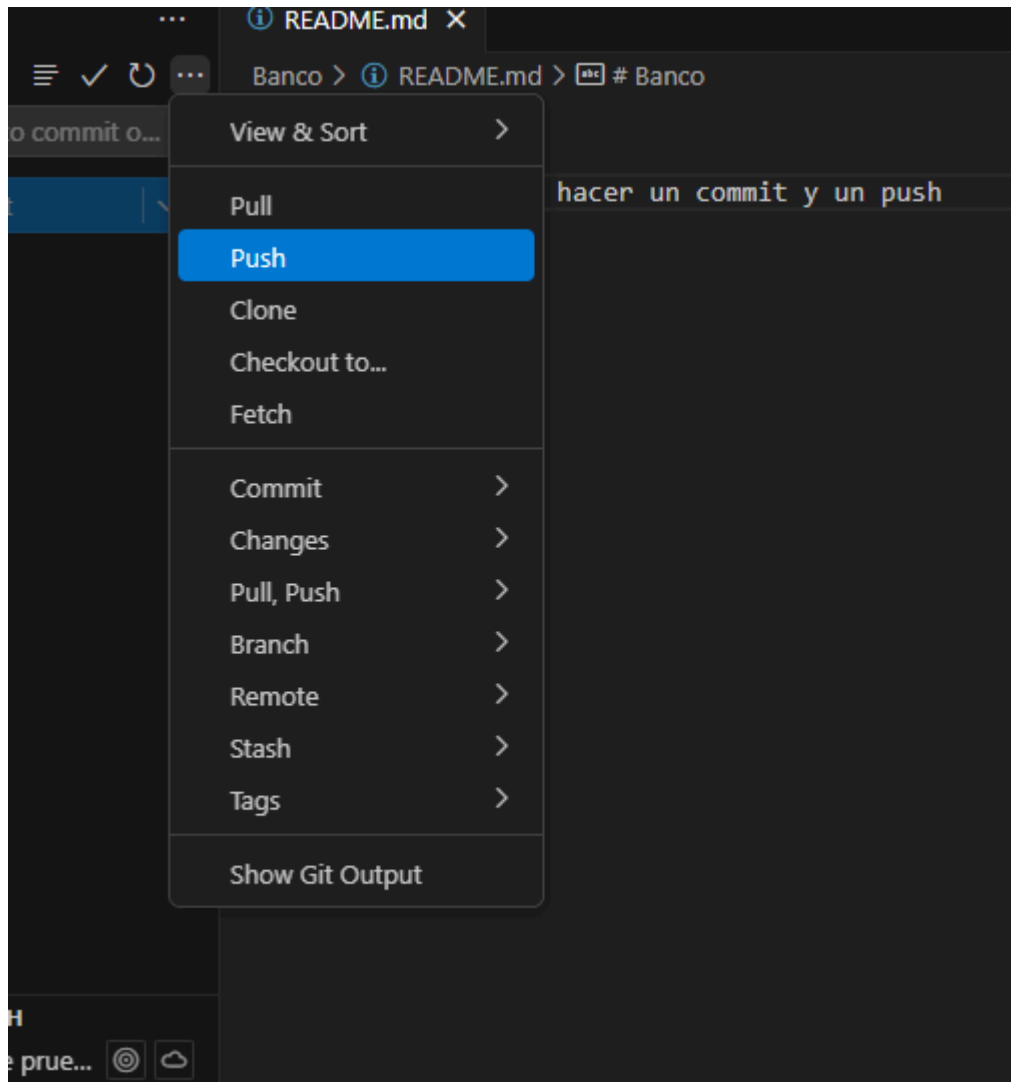 README.md
Banco > README.md > # Banco
to commit o...
View & Sort
hacer un commit y un push
Pull
Push
Clone
Checkout to...
Fetch
Commit
Changes
Pull, Push
Branch
Remote
Stash
Tags
Show Git Output
H
e prue...